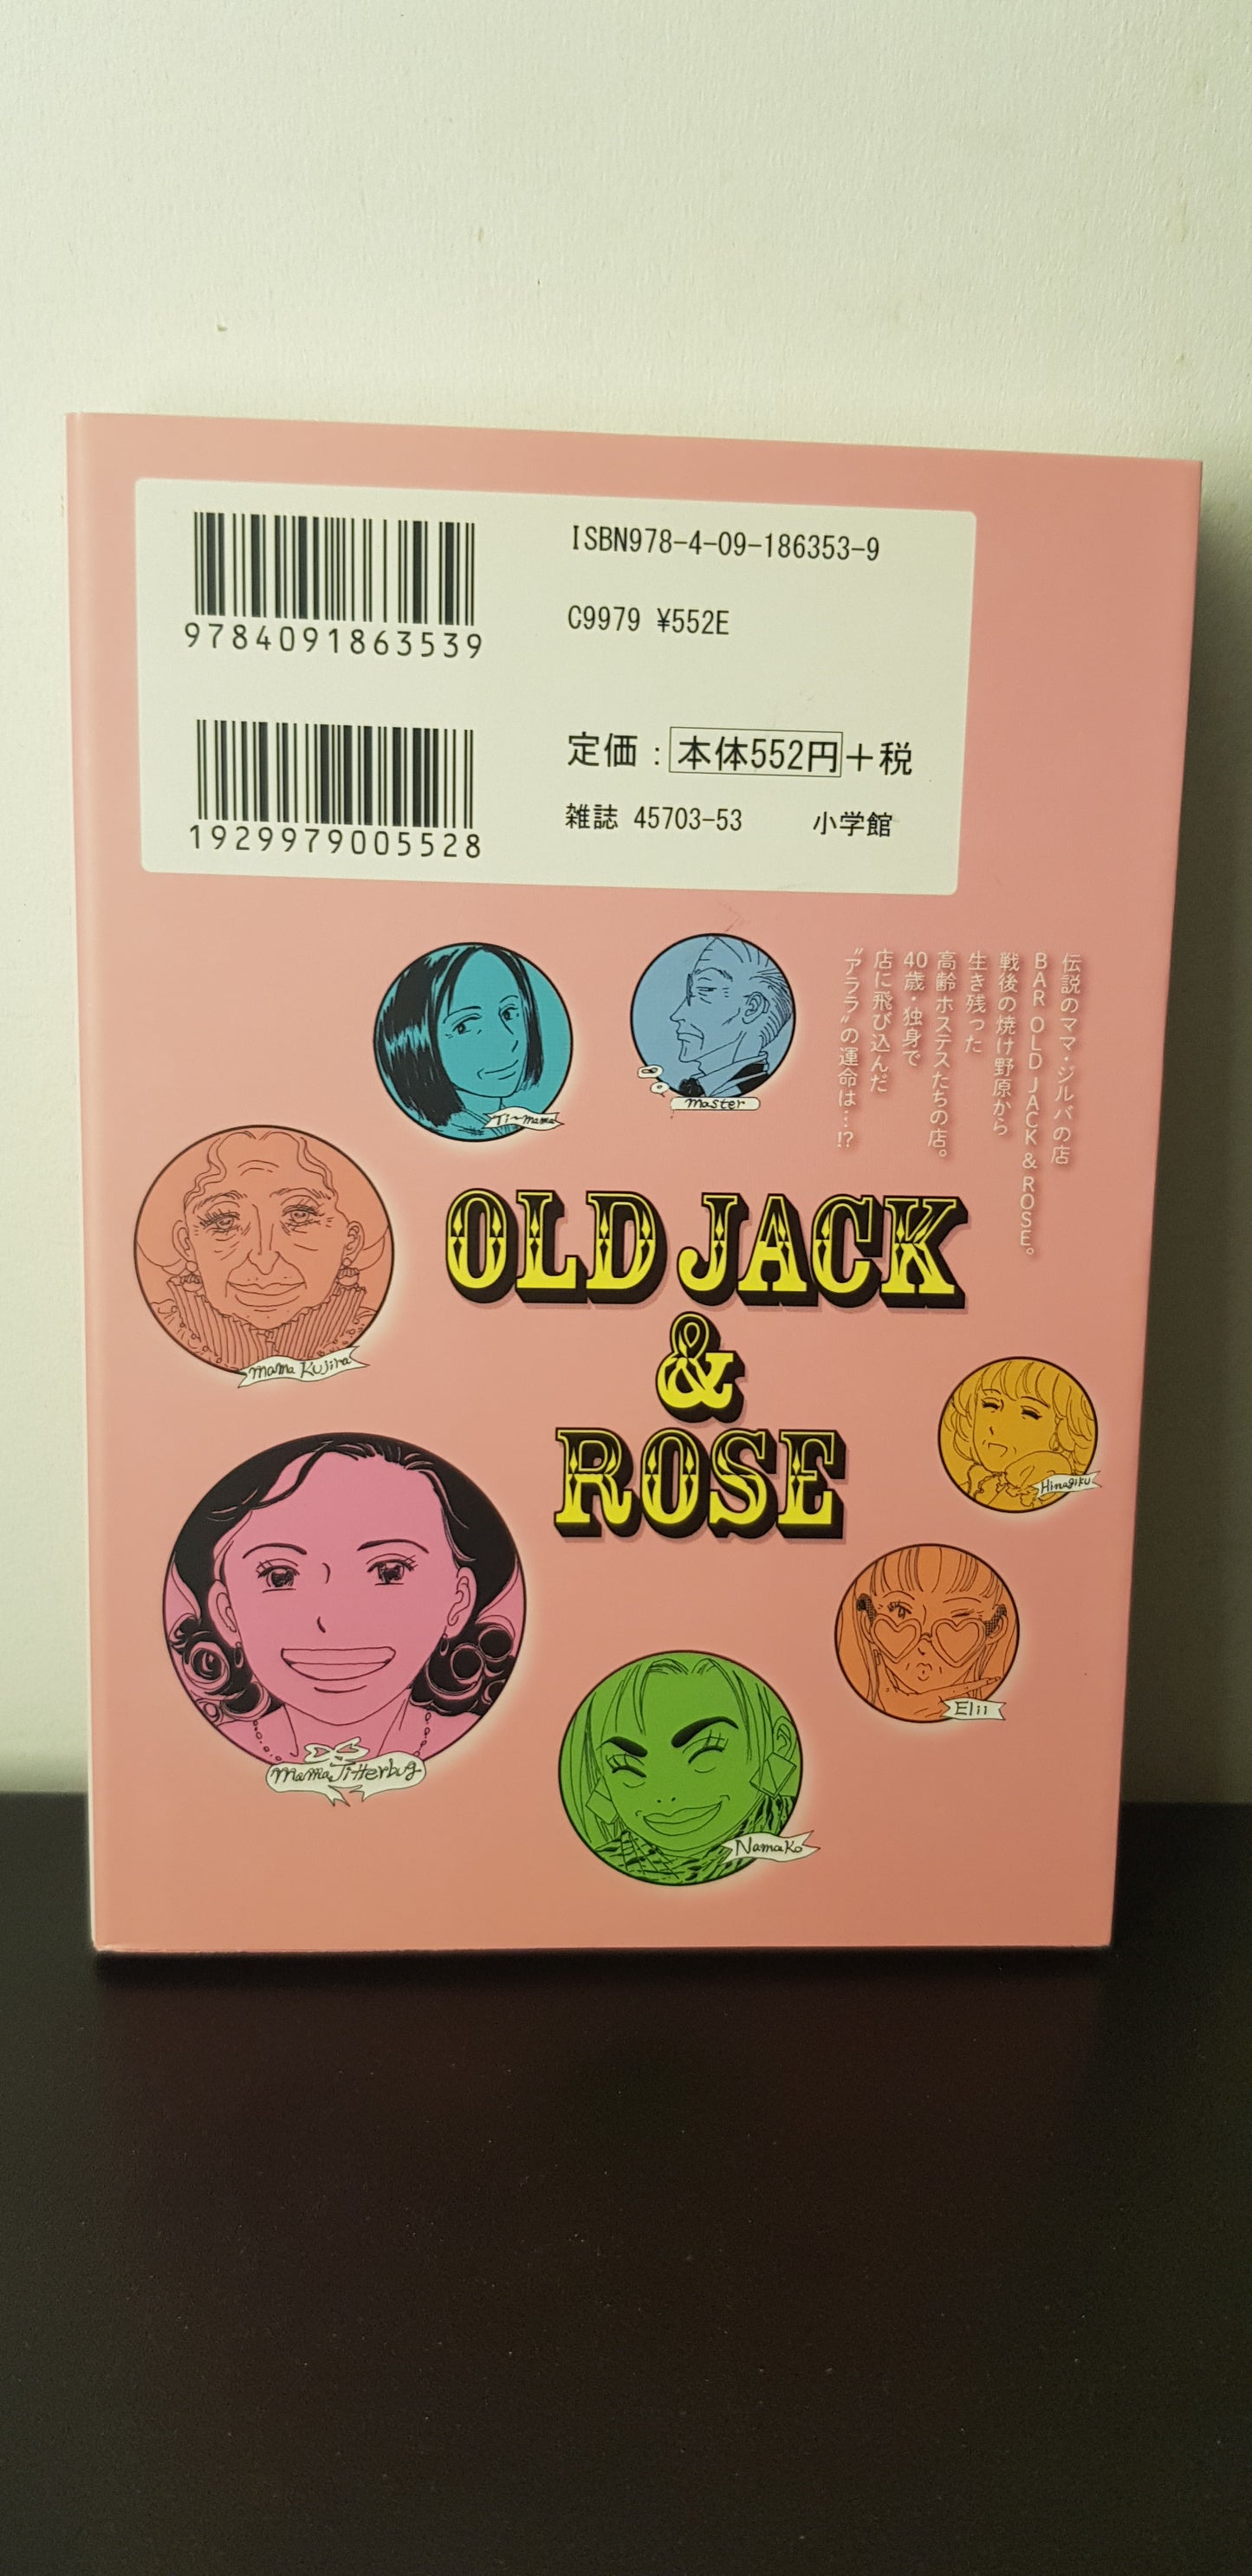 ISBN978-4-09-186353-9
9784091863539
C9979 ¥552E
定価：本体552円＋税
1929979005528
雑誌 45703-53　小学館
伝説のママ・ジルバの店
BAR OLD JACK & ROSE。
戦後の焼け野原から
生き残った
高齢ホステスたちの店。
40歳・独身で
店に飛び込んだ
〝アララ〟の運命は…!?
Ti-mama
master
mama Kujira
OLD JACK
&
ROSE
Hinagiku
Elii
mama Jitterbug
Namako